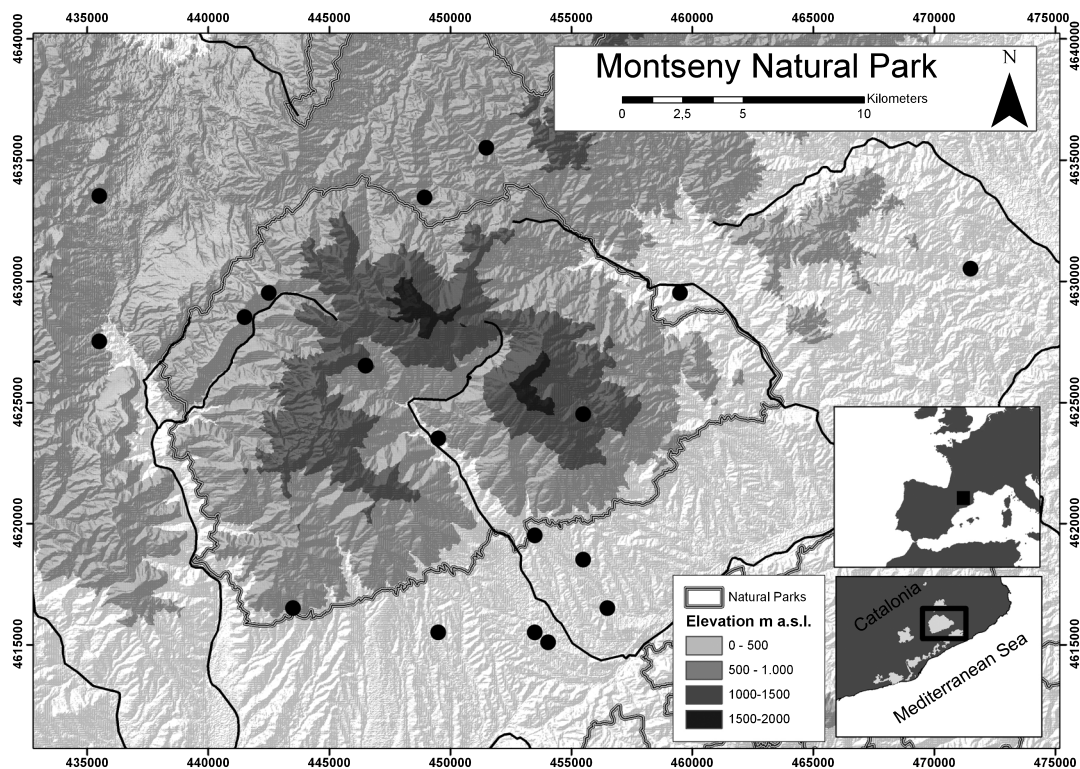 435000 440000 445000 450000 455000 460000 465000 470000 475000
4640000 4640000
Montseny Natural Park
N
Kilometers
0 2,5 5 10
4635000 4635000
4630000 4630000
4625000 4625000
4620000 4620000
4615000 4615000
Natural Parks
Elevation m a.s.l.
0 - 500
500 - 1.000
1000-1500
1500-2000
Catalonia
Mediterranean Sea
435000 440000 445000 450000 455000 460000 465000 470000 475000